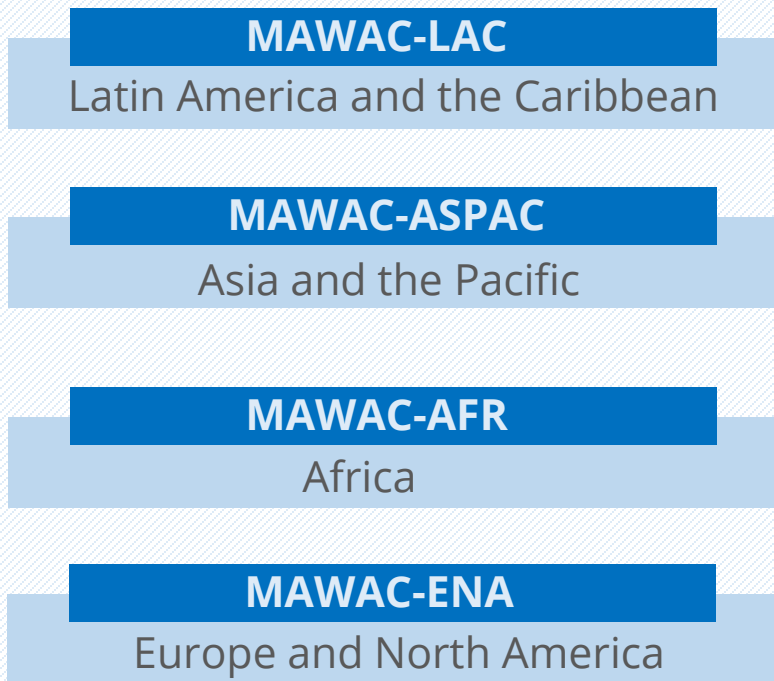 MAWAC-LAC
Latin America and the Caribbean
MAWAC-ASPAC
Asia and the Pacific
MAWAC-AFR
Africa
MAWAC-ENA
Europe and North America